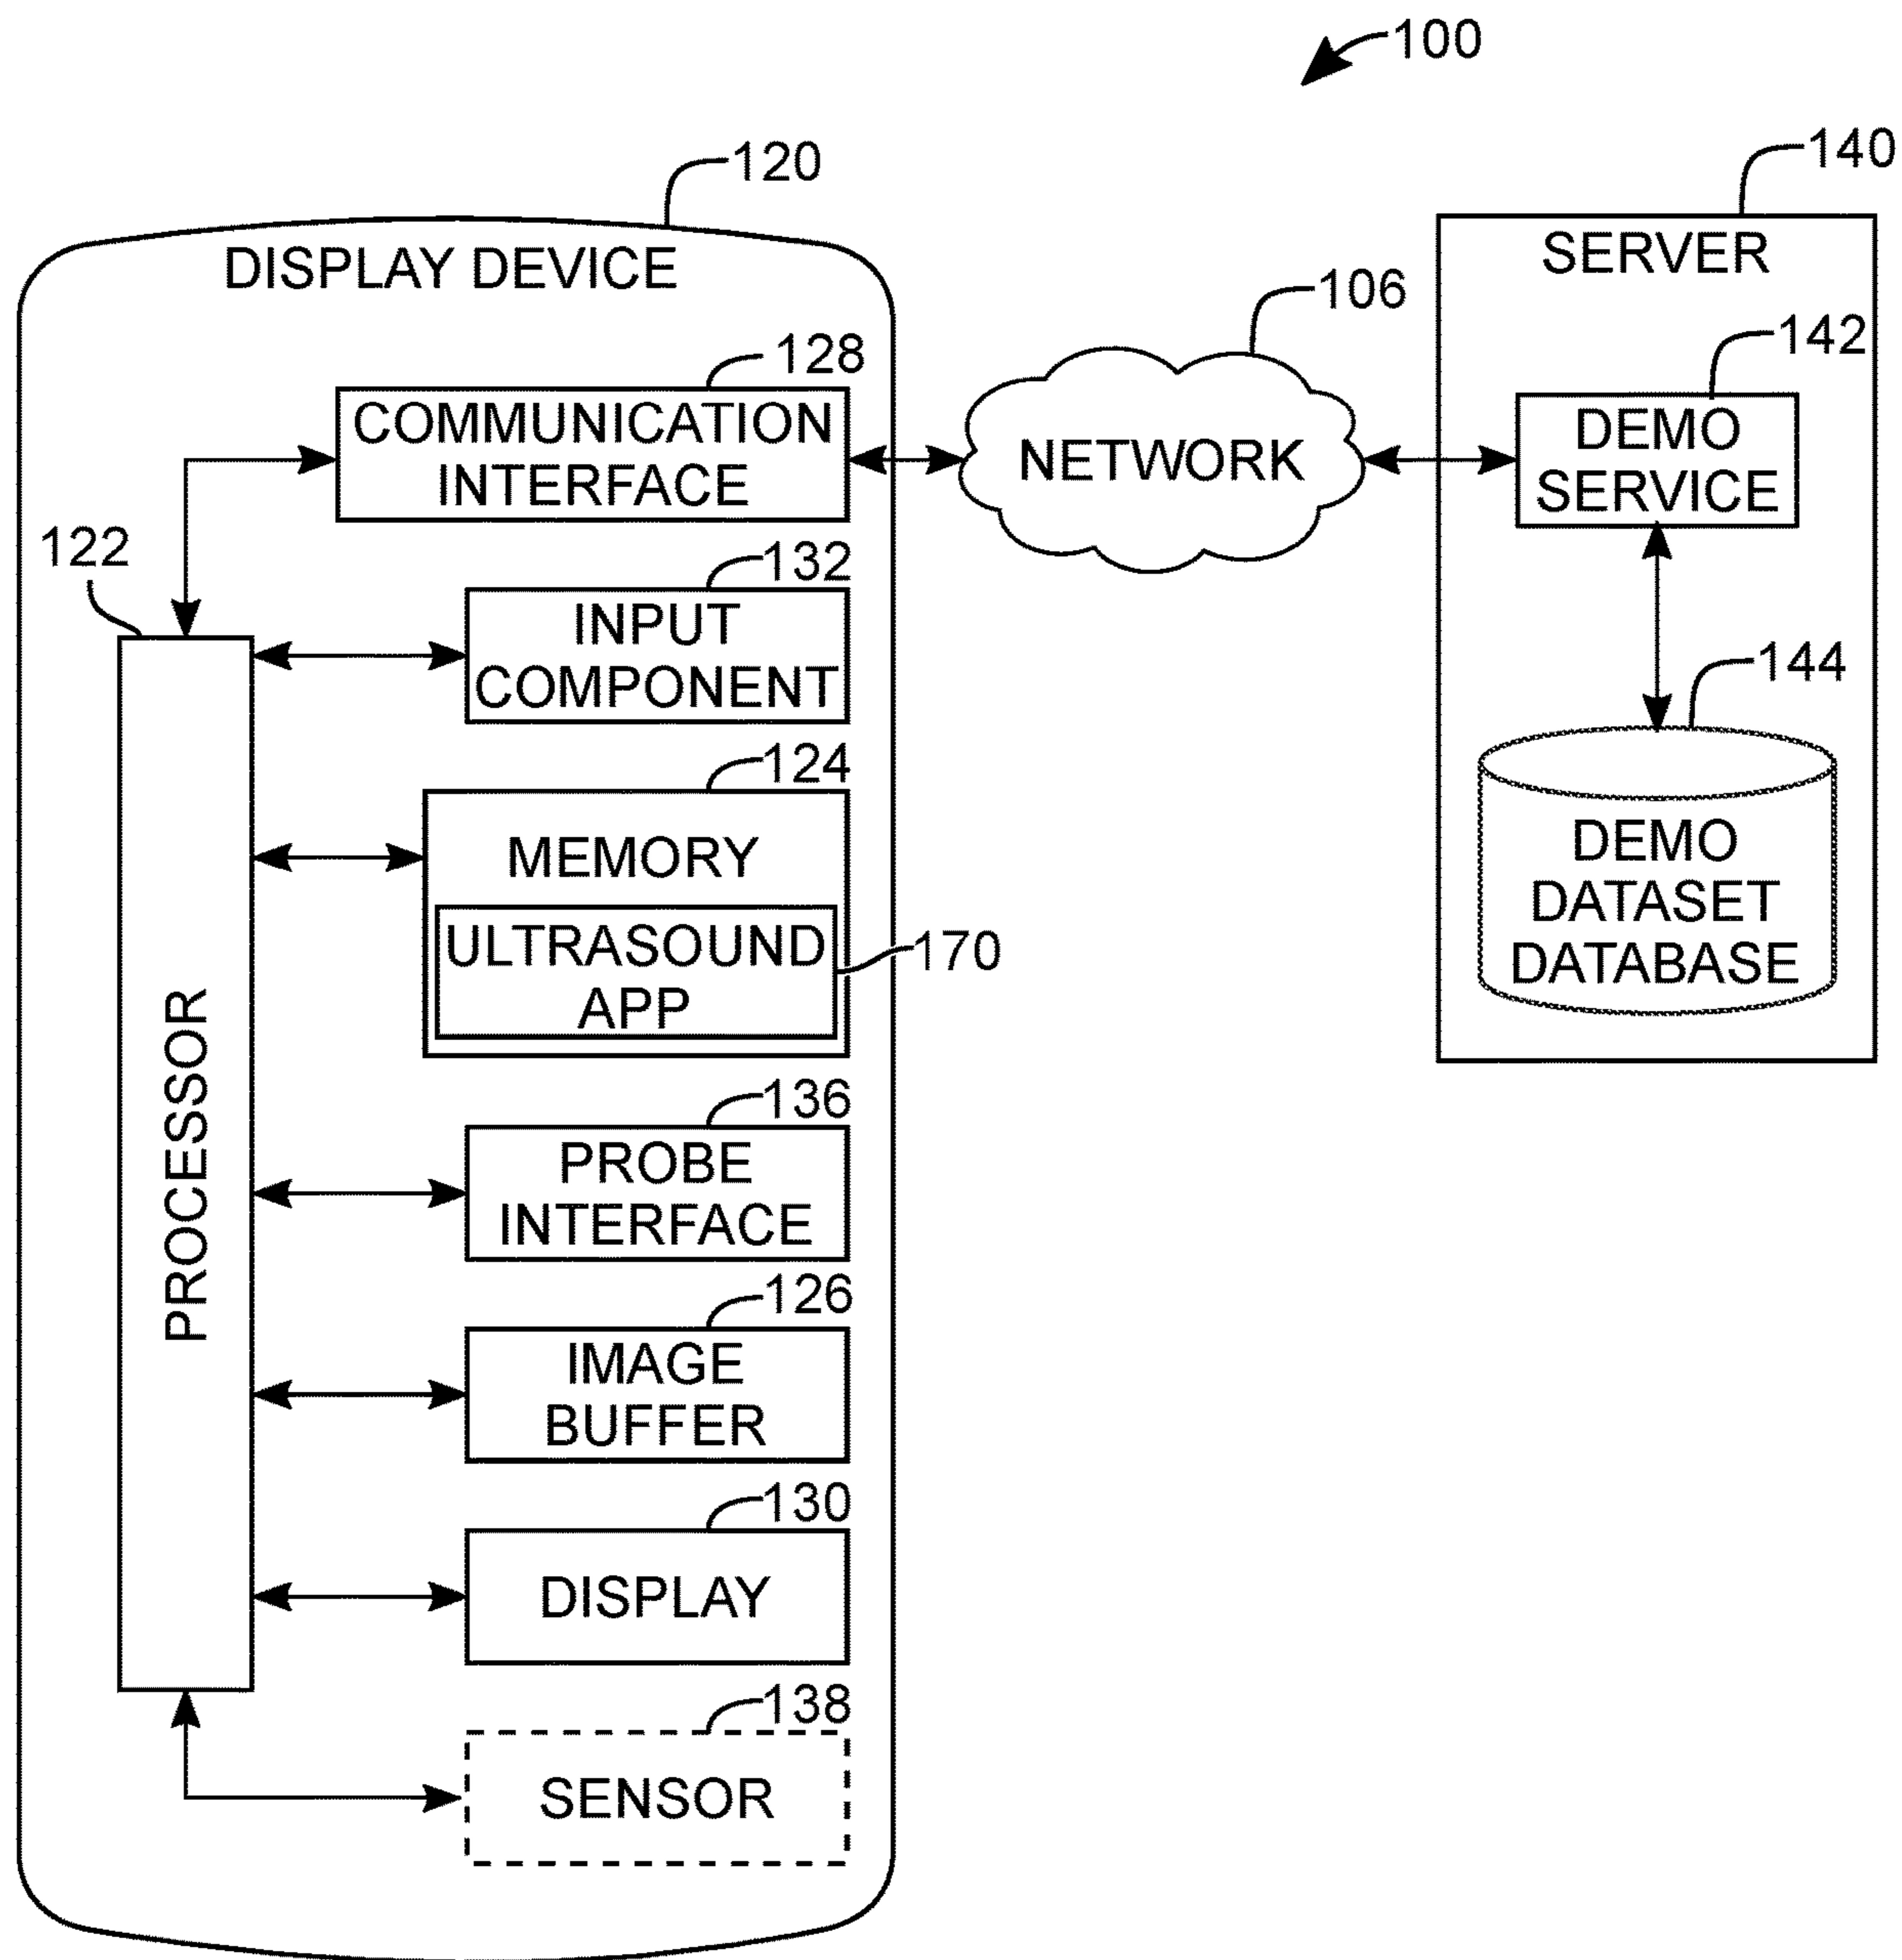 100
120
DISPLAY DEVICE
128
COMMUNICATION
INTERFACE
122
PROCESSOR
132
INPUT
COMPONENT
124
MEMORY
ULTRASOUND
APP
170
136
PROBE
INTERFACE
126
IMAGE
BUFFER
130
DISPLAY
138
SENSOR
106
NETWORK
140
SERVER
142
DEMO
SERVICE
144
DEMO
DATASET
DATABASE